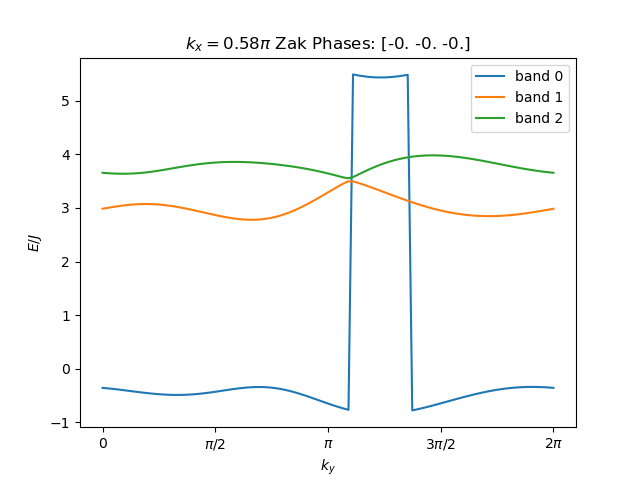 $k_x = 0.58\pi$ Zak Phases: [-0. -0. -0.]
band 0
band 1
band 2
E/J
5
4
3
2
1
0
−1
0
π/2
π
3π/2
2π
$k_y$